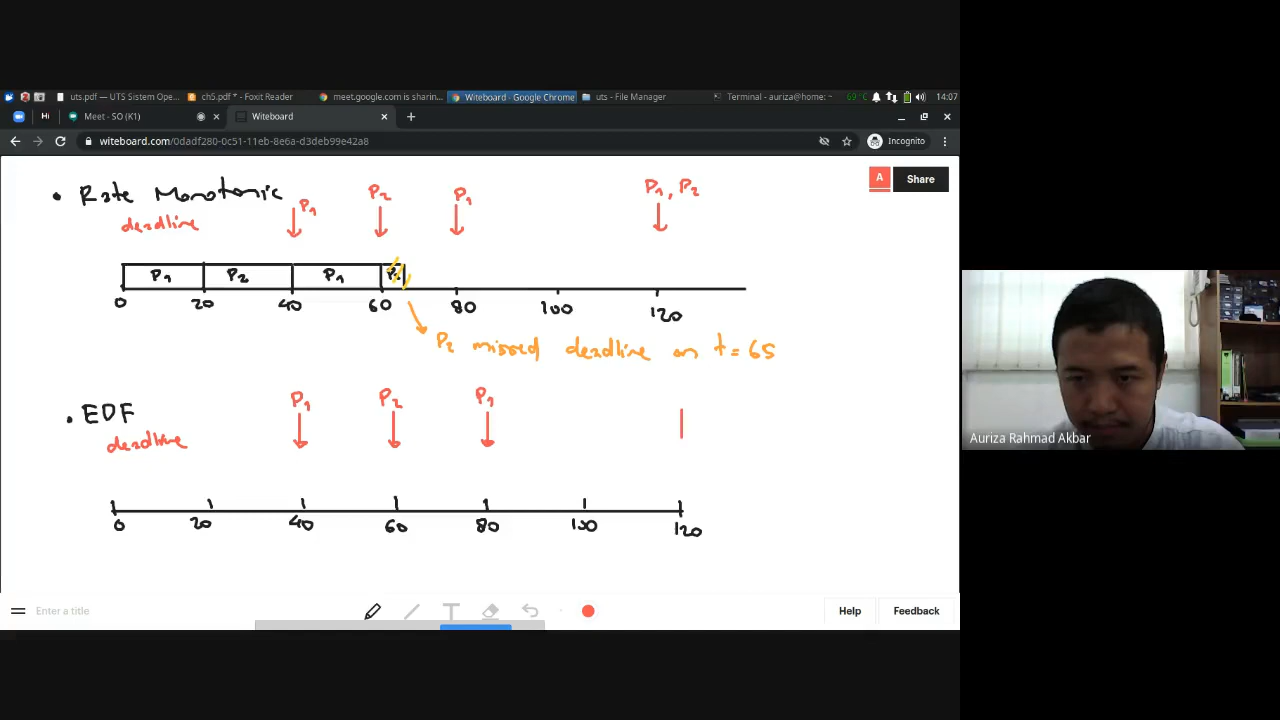 uts.pdf — UTS Sistem Ope...
ch5.pdf * - Foxit Reader
meet.google.com is sharin...
Witeboard - Google Chrome
uts - File Manager
Terminal - auriza@home: ~
69°C
14:07
Hi
Meet - SO (K1)
Witeboard
witeboard.com/0dadf280-0c51-11eb-8e6a-d3deb99e42a8
Incognito
A
Share
• Rate Monotonic
deadline
P1
P2
P1
P1, P2
P1
P2
P1
0
20
40
60
80
100
120
P2 missed deadline on t = 65
• EDF
deadline
P1
P2
P1
0
20
40
60
80
100
120
Auriza Rahmad Akbar
Enter a title
T
Help
Feedback